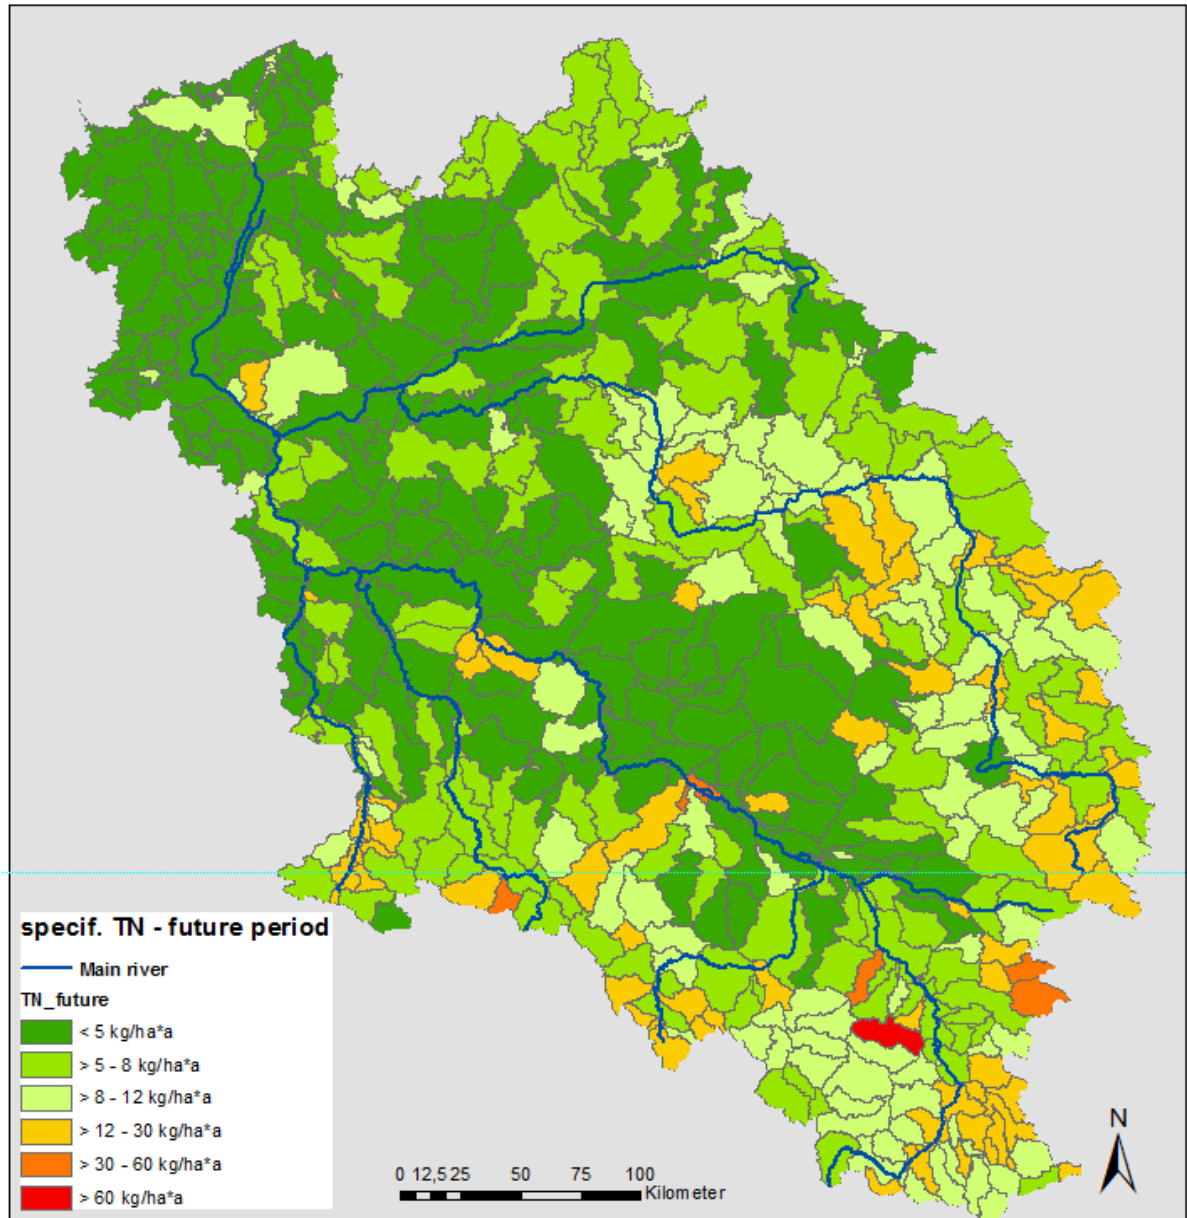 specif. TN - future period
Main river
TN_future
< 5 kg/ha*a
> 5 - 8 kg/ha*a
> 8 - 12 kg/ha*a
> 12 - 30 kg/ha*a
> 30 - 60 kg/ha*a
> 60 kg/ha*a
0 12,5 25 50 75 100
Kilometer
N